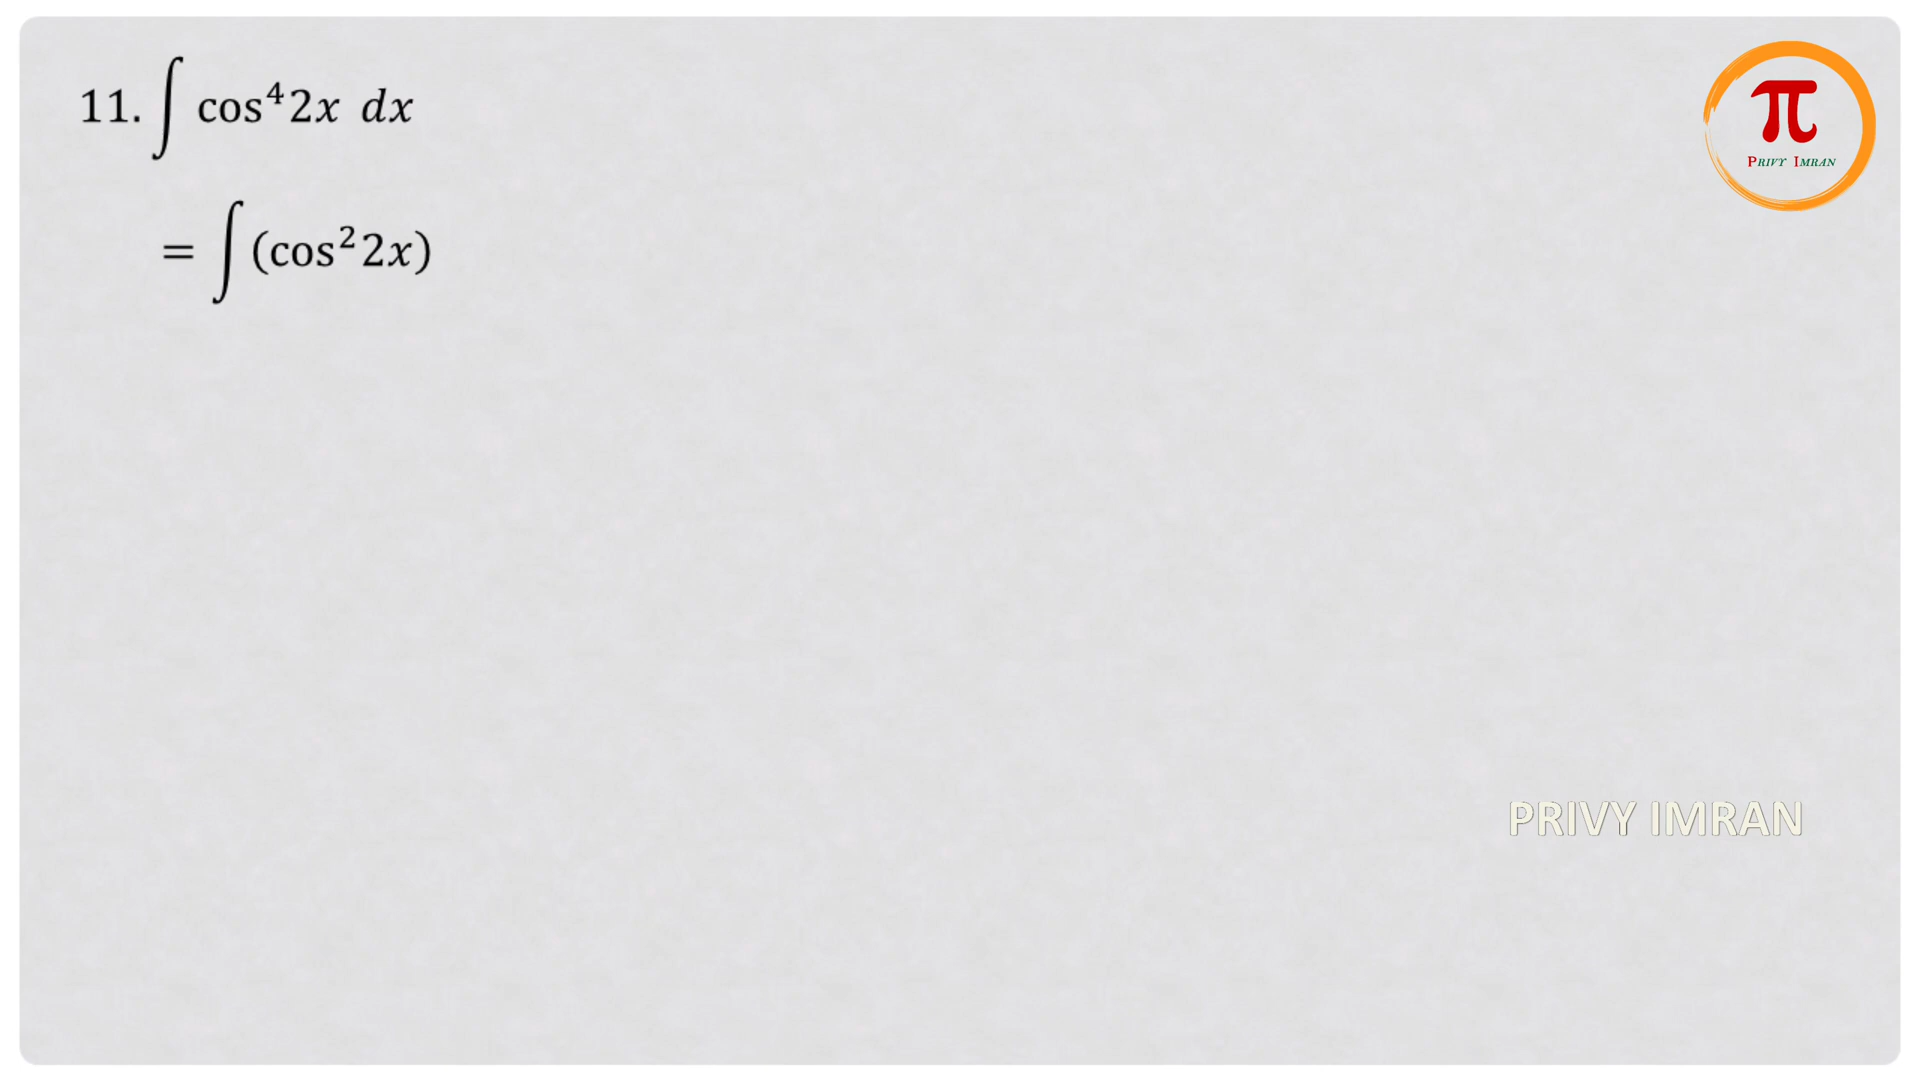 11. ∫ cos⁴2x dx
= ∫(cos²2x)
π
PRIVY IMRAN
PRIVY IMRAN